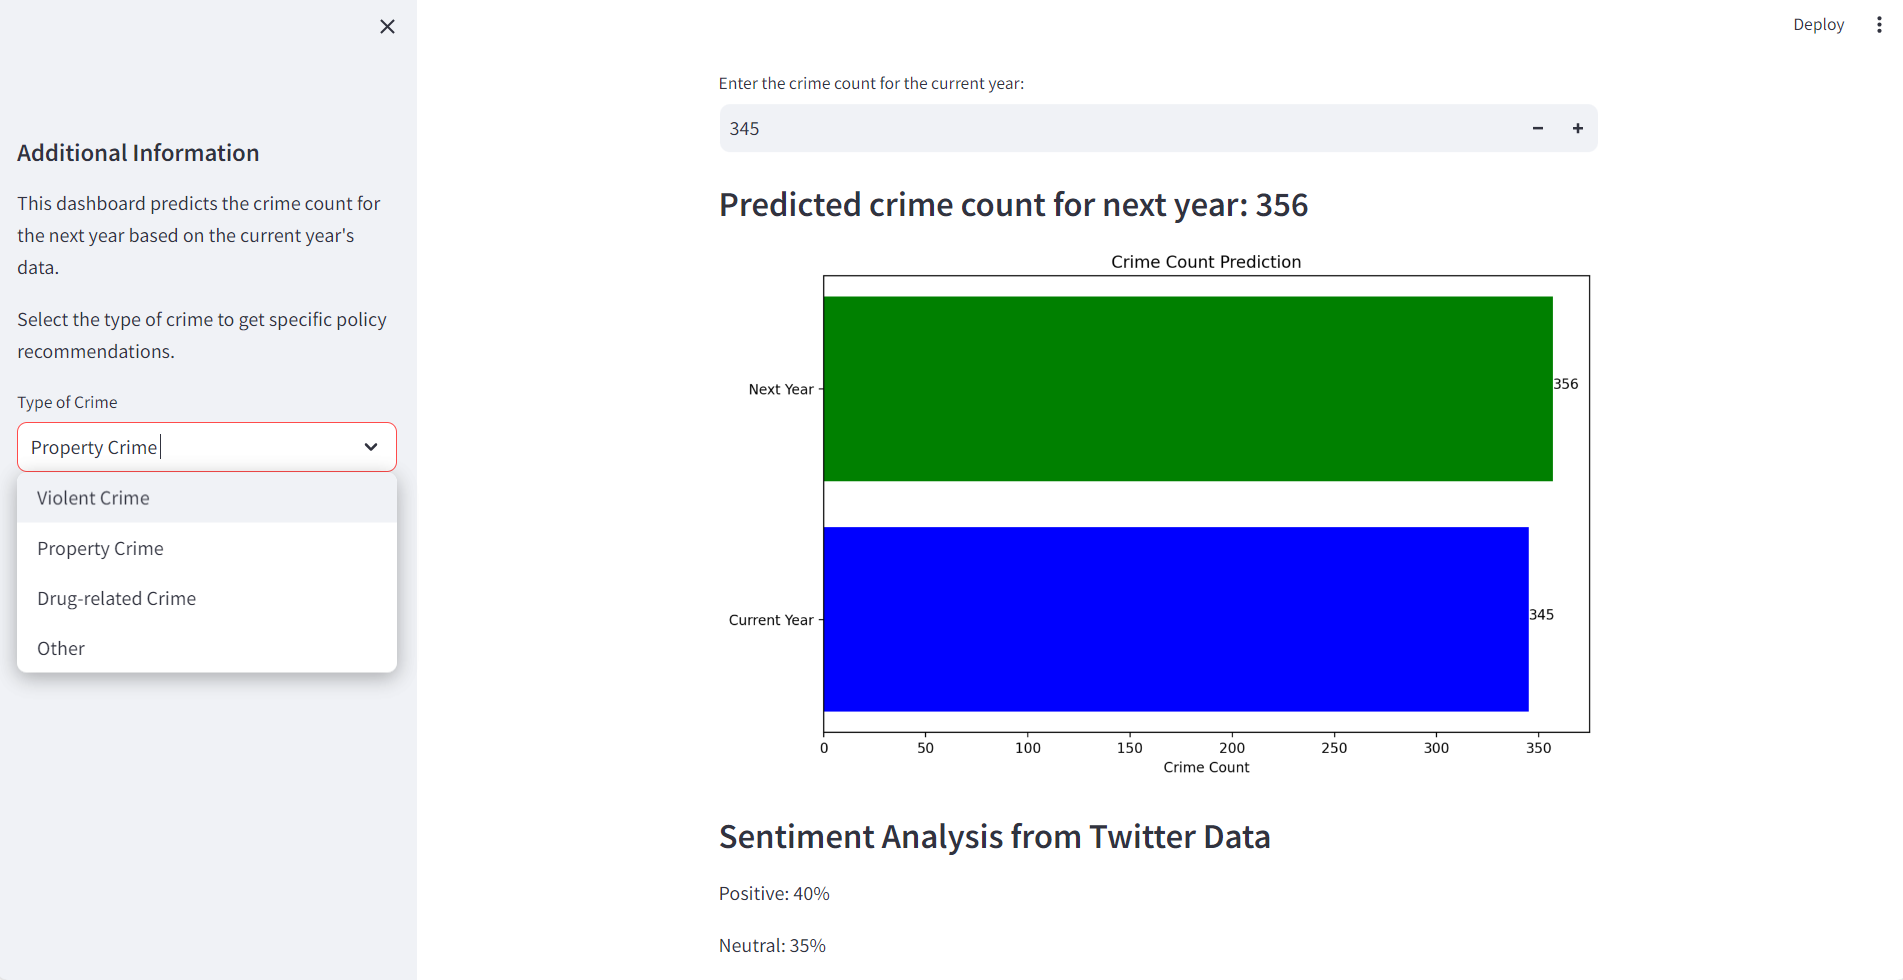 Additional Information
This dashboard predicts the crime count for
the next year based on the current year's
data.
Select the type of crime to get specific policy
recommendations.
Type of Crime
Property Crime
Violent Crime
Property Crime
Drug-related Crime
Other
Deploy
Enter the crime count for the current year:
345
Predicted crime count for next year: 356
Crime Count Prediction
Next Year
356
Current Year
345
0 50 100 150 200 250 300 350
Crime Count
Sentiment Analysis from Twitter Data
Positive: 40%
Neutral: 35%